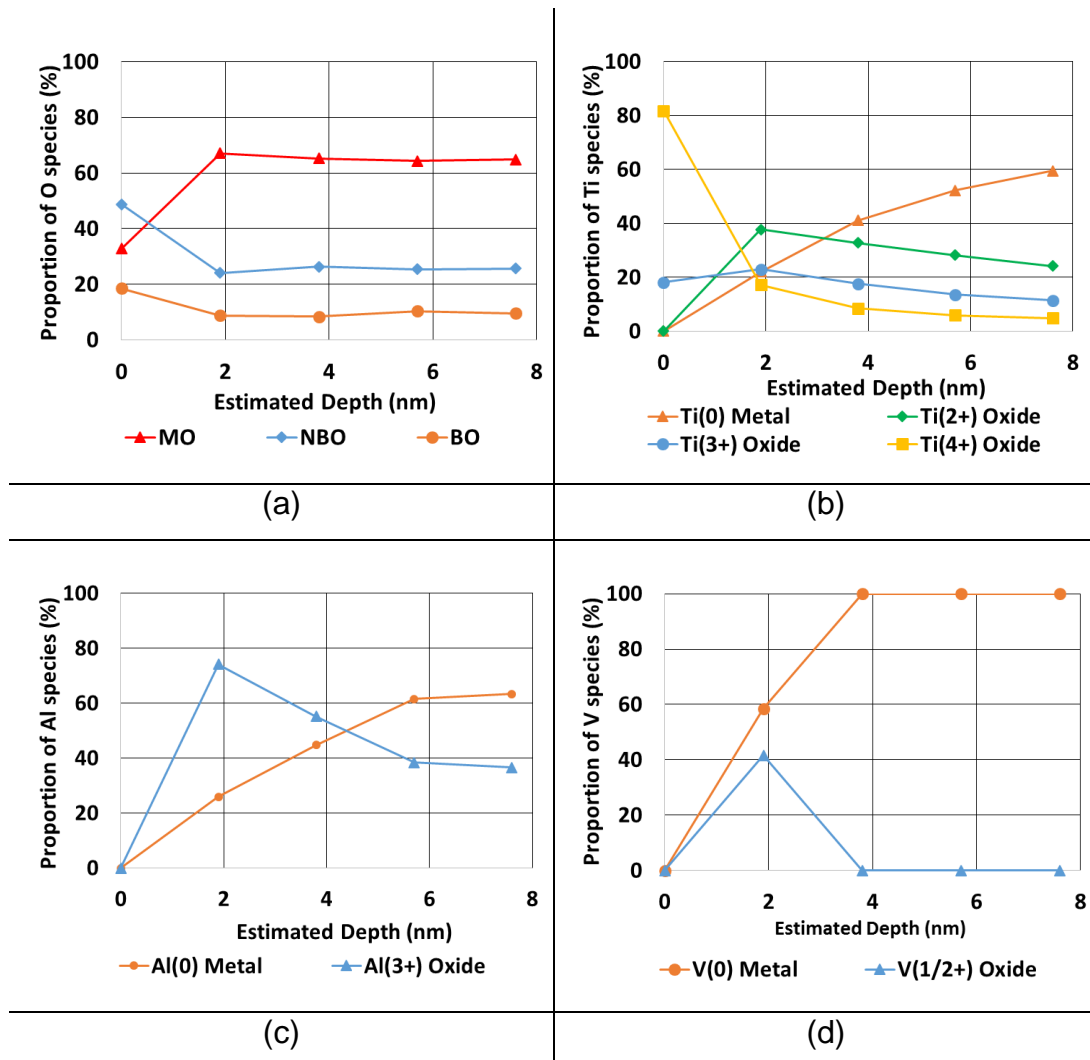 Proportion of O species (%)
100
80
60
40
20
0
0 2 4 6 8
Estimated Depth (nm)
MO NBO BO
(a)
Proportion of Ti species (%)
100
80
60
40
20
0
0 2 4 6 8
Estimated Depth (nm)
Ti(0) Metal Ti(2+) Oxide
Ti(3+) Oxide Ti(4+) Oxide
(b)
Proportion of Al species (%)
100
80
60
40
20
0
0 2 4 6 8
Estimated Depth (nm)
Al(0) Metal Al(3+) Oxide
(c)
Proportion of V species (%)
100
80
60
40
20
0
0 2 4 6 8
Estimated Depth (nm)
V(0) Metal V(1/2+) Oxide
(d)